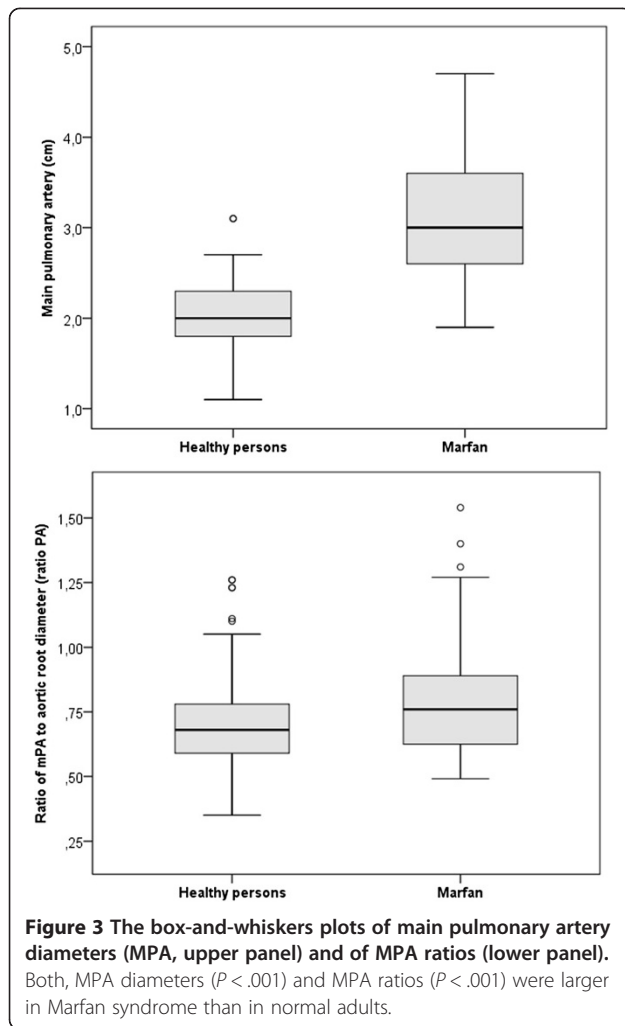 Main pulmonary artery (cm)
5,0
4,0
3,0
2,0
1,0
Healthy persons
Marfan
Ratio of mPA to aortic root diameter (ratio PA)
1,50
1,25
1,00
,75
,50
,25
Healthy persons
Marfan
Figure 3 The box-and-whiskers plots of main pulmonary artery
diameters (MPA, upper panel) and of MPA ratios (lower panel).
Both, MPA diameters (P < .001) and MPA ratios (P < .001) were larger
in Marfan syndrome than in normal adults.